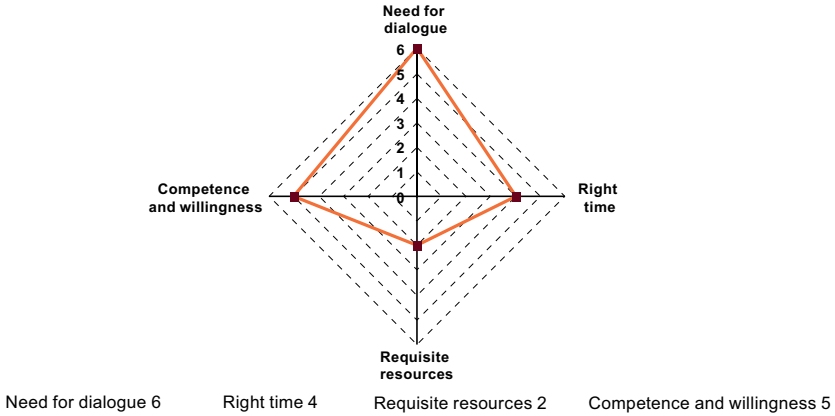 Need for
dialogue
6
5
4
3
2
1
0
Competence
and willingness
Right
time
Requisite
resources
Need for dialogue 6 Right time 4 Requisite resources 2 Competence and willingness 5